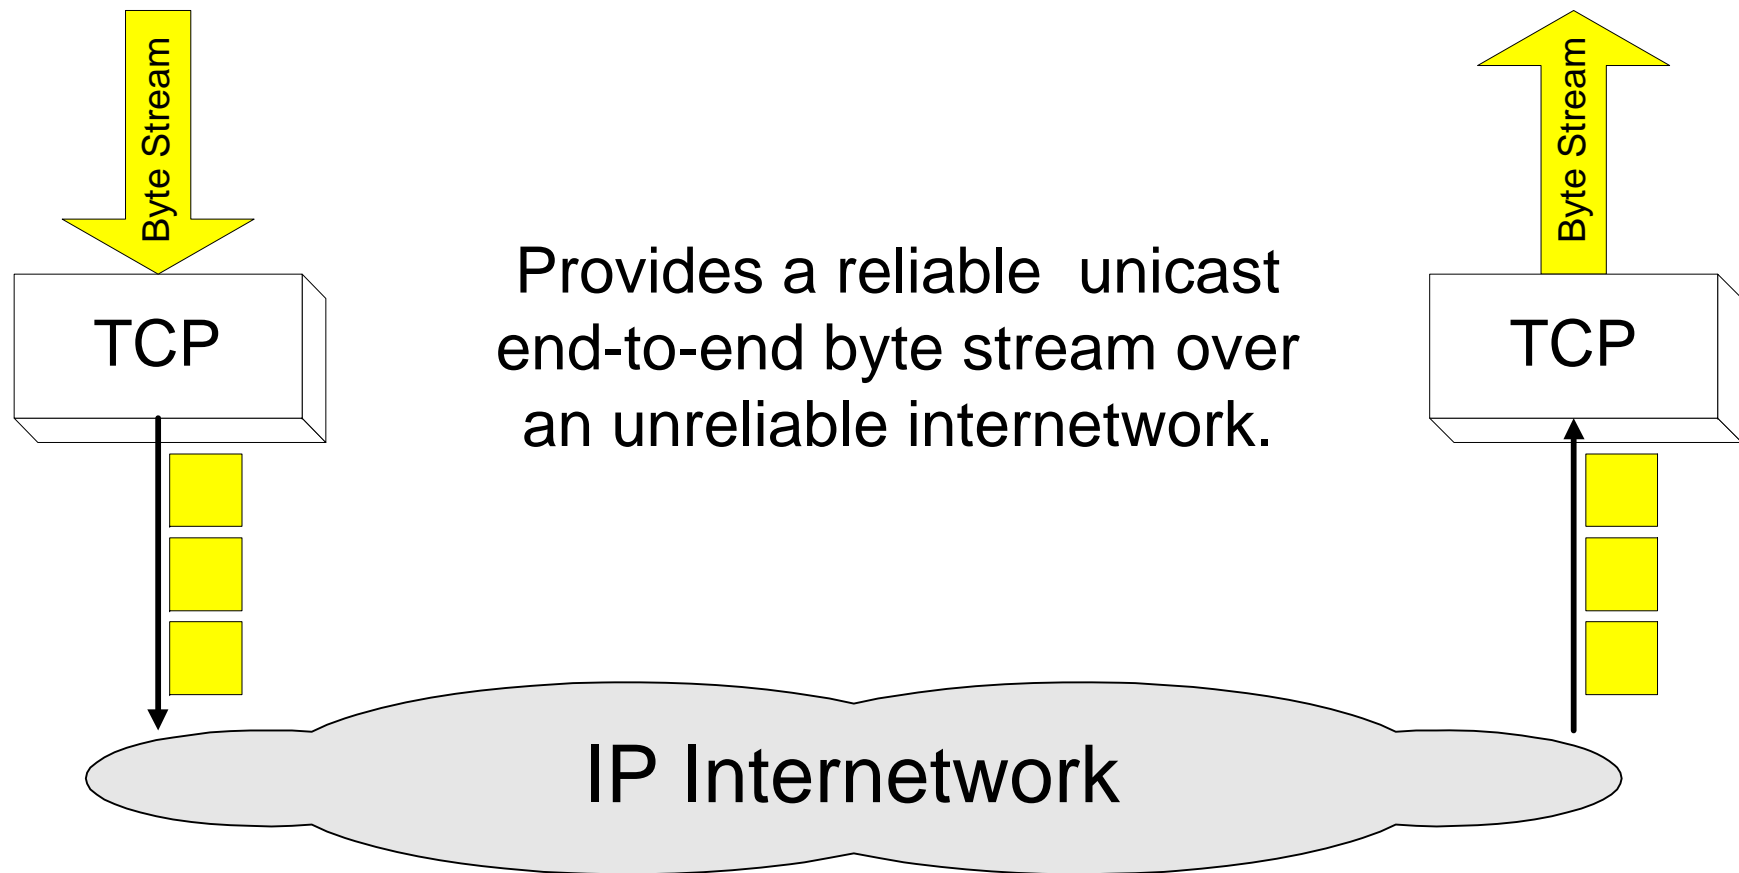 Byte Stream
Byte Stream
TCP
Provides a reliable  unicast
end-to-end byte stream over
an unreliable internetwork.
TCP
IP Internetwork